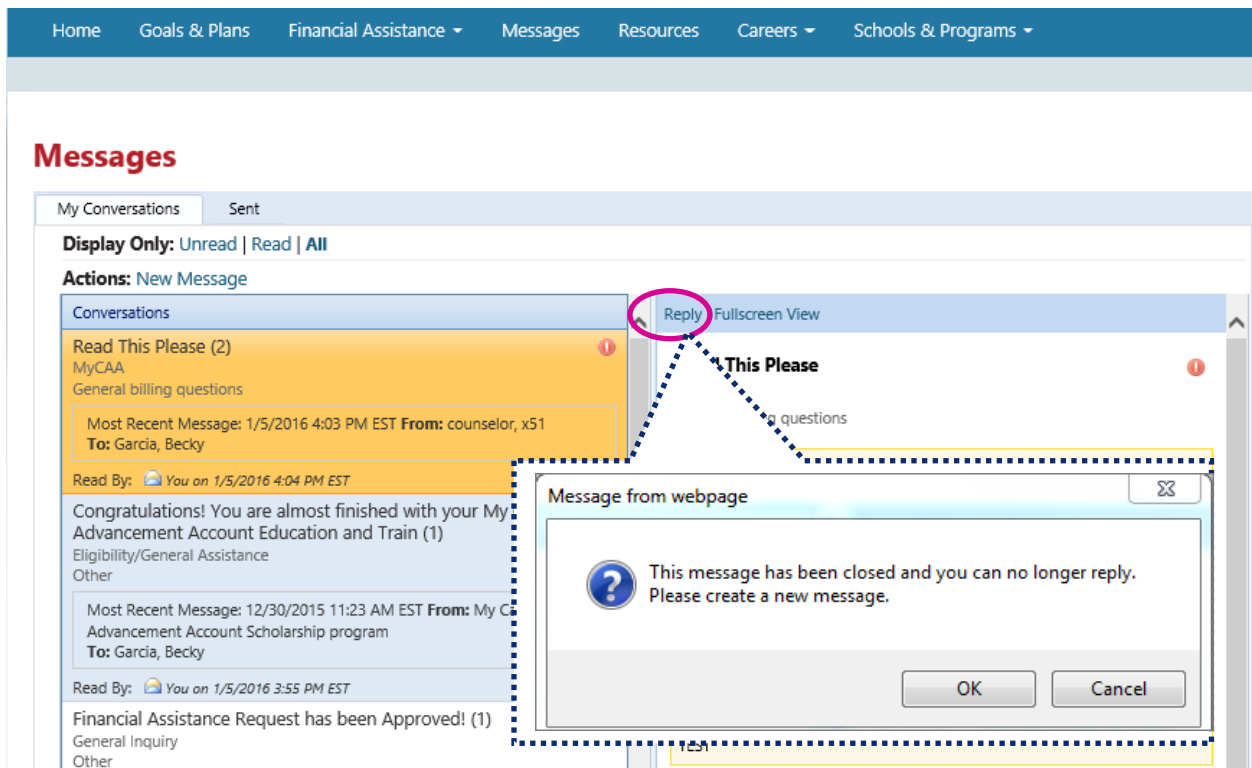 Home Goals & Plans Financial Assistance Messages Resources Careers Schools & Programs
Messages
My Conversations Sent
Display Only: Unread | Read | All
Actions: New Message
Conversations
Read This Please (2)
MyCAA
General billing questions
Most Recent Message: 1/5/2016 4:03 PM EST From: counselor, x51
To: Garcia, Becky
Read By: You on 1/5/2016 4:04 PM EST
Congratulations! You are almost finished with your My
Advancement Account Education and Train (1)
Eligibility/General Assistance
Other
Most Recent Message: 12/30/2015 11:23 AM EST From: My
Advancement Account Scholarship program
To: Garcia, Becky
Read By: You on 1/5/2016 3:55 PM EST
Financial Assistance Request has been Approved! (1)
General Inquiry
Other
Reply Fullscreen View
This Please
questions
Message from webpage
This message has been closed and you can no longer reply.
Please create a new message.
OK Cancel
TEST